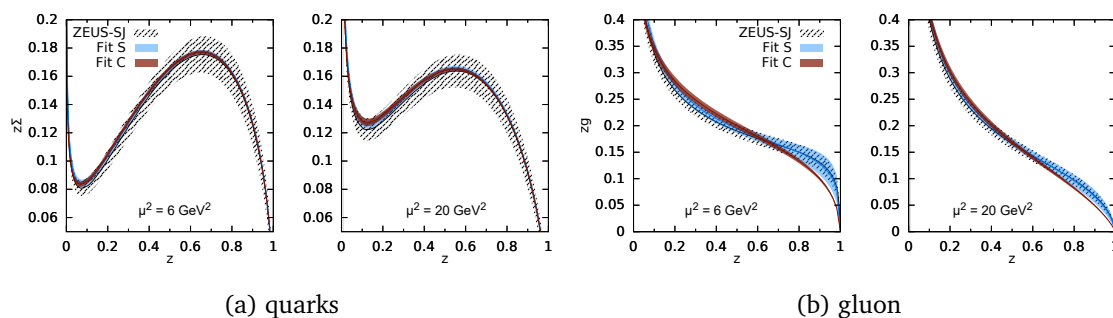 zΣ
0.2
0.18
0.16
0.14
0.12
0.1
0.08
0.06
ZEUS-SJ
Fit S
Fit C
μ² = 6 GeV²
0 0.2 0.4 0.6 0.8 1
z
0.2
0.18
0.16
0.14
0.12
0.1
0.08
0.06
μ² = 20 GeV²
0 0.2 0.4 0.6 0.8 1
z
(a) quarks
zg
0.4
0.35
0.3
0.25
0.2
0.15
0.1
0.05
0
ZEUS-SJ
Fit S
Fit C
μ² = 6 GeV²
0 0.2 0.4 0.6 0.8 1
z
0.4
0.35
0.3
0.25
0.2
0.15
0.1
0.05
0
μ² = 20 GeV²
0 0.2 0.4 0.6 0.8 1
z
(b) gluon